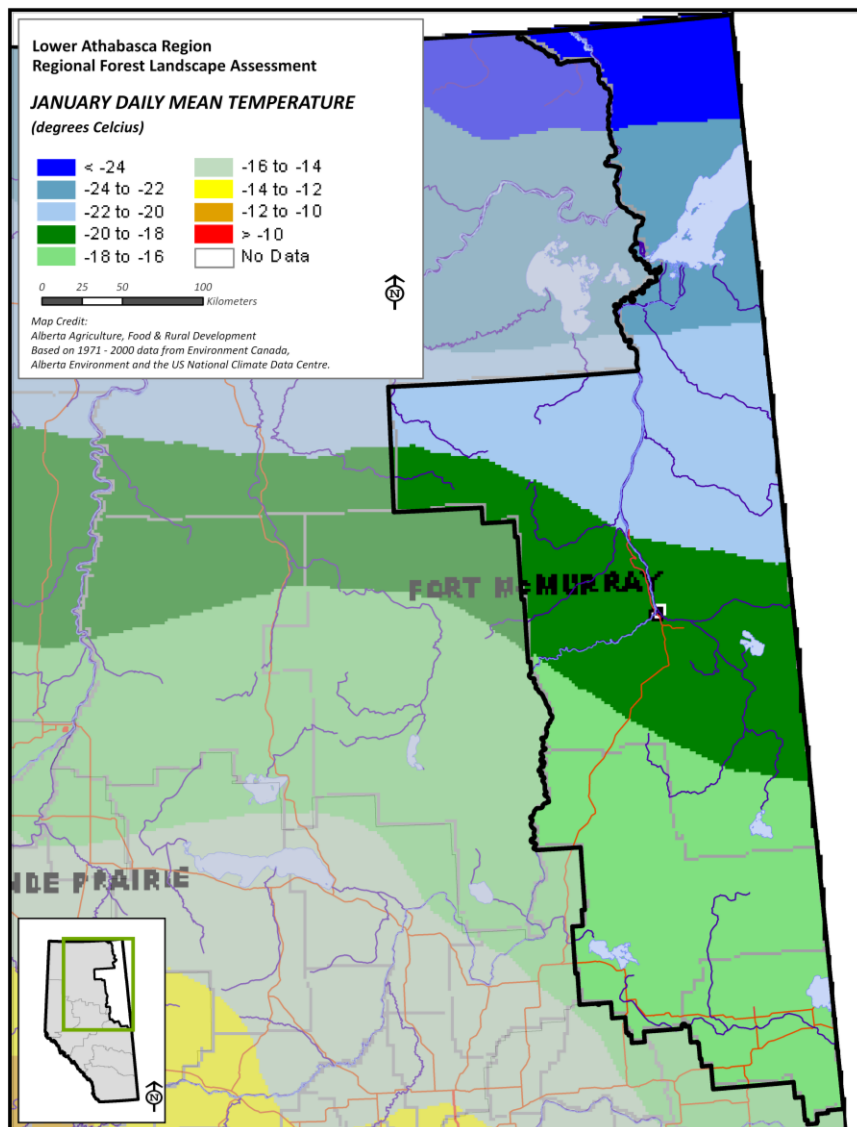 Lower Athabasca Region
Regional Forest Landscape Assessment
JANUARY DAILY MEAN TEMPERATURE
(degrees Celcius)
< -24
-24 to -22
-22 to -20
-20 to -18
-18 to -16
-16 to -14
-14 to -12
-12 to -10
> -10
No Data
0 25 50 100
Kilometers
N
Map Credit:
Alberta Agriculture, Food & Rural Development
Based on 1971 - 2000 data from Environment Canada,
Alberta Environment and the US National Climate Data Centre.
FORT McMURRAY
NDE PRAIRIE
N